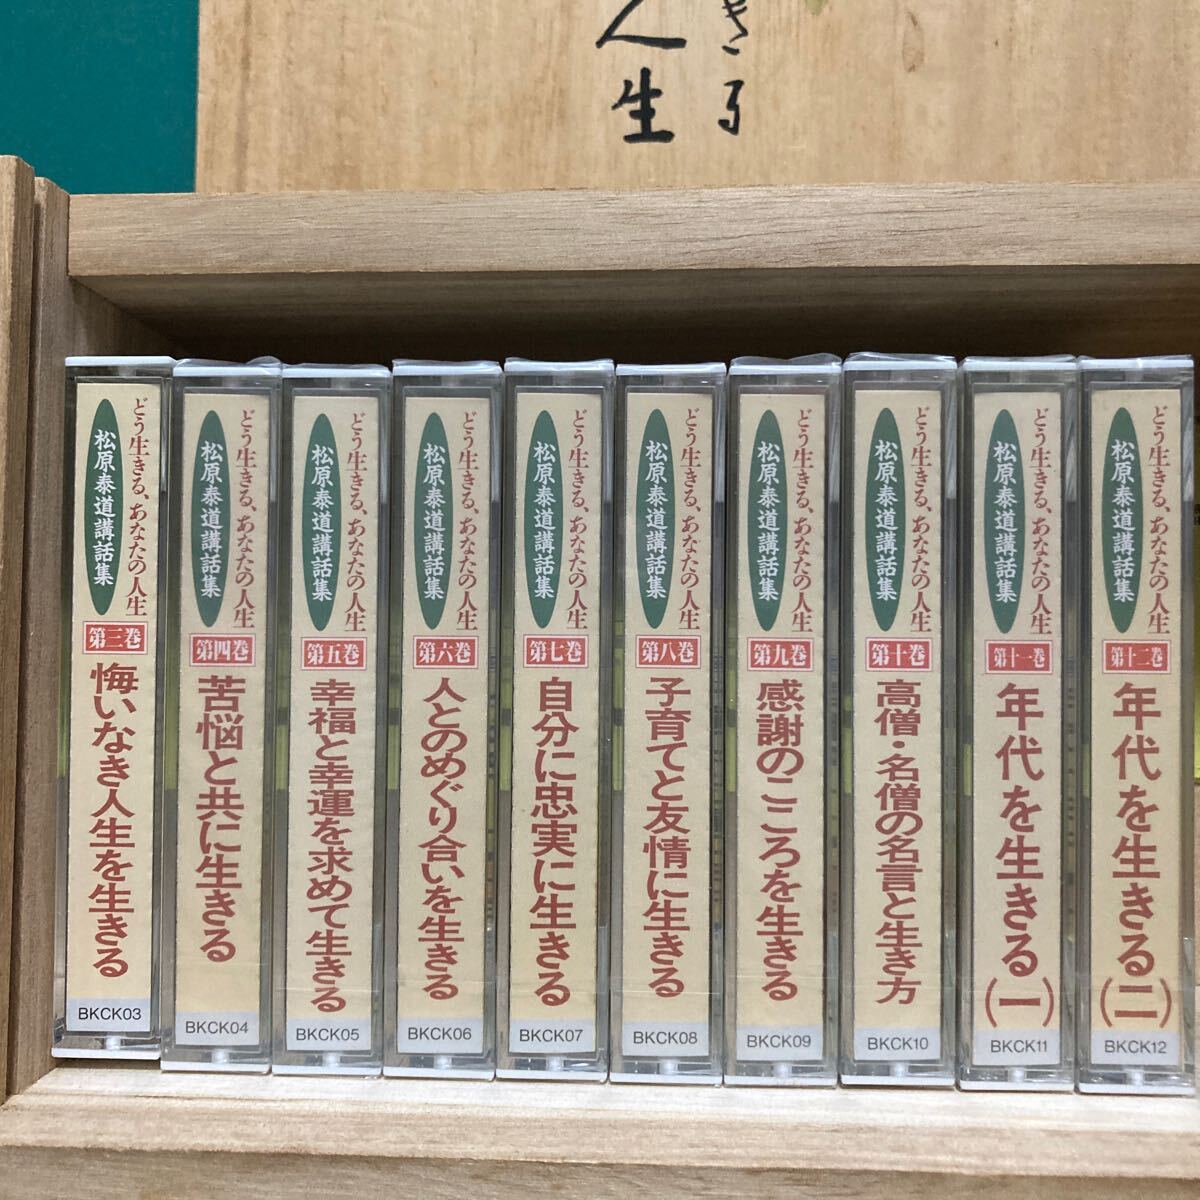 きる
人生
どう生きる、あなたの人生
松原泰道講話集
第三巻
悔いなき人生を生きる
BKCK03
どう生きる、あなたの人生
松原泰道講話集
第四巻
苦悩と共に生きる
BKCK04
どう生きる、あなたの人生
松原泰道講話集
第五巻
幸福と幸運を求めて生きる
BKCK05
どう生きる、あなたの人生
松原泰道講話集
第六巻
人とのめぐり合いを生きる
BKCK06
どう生きる、あなたの人生
松原泰道講話集
第七巻
自分に忠実に生きる
BKCK07
どう生きる、あなたの人生
松原泰道講話集
第八巻
子育てと友情に生きる
BKCK08
どう生きる、あなたの人生
松原泰道講話集
第九巻
感謝のこころを生きる
BKCK09
どう生きる、あなたの人生
松原泰道講話集
第十巻
高僧・名僧の名言と生き方
BKCK10
どう生きる、あなたの人生
松原泰道講話集
第十一巻
年代を生きる(一)
BKCK11
どう生きる、あなたの人生
松原泰道講話集
第十二巻
年代を生きる(二)
BKCK12